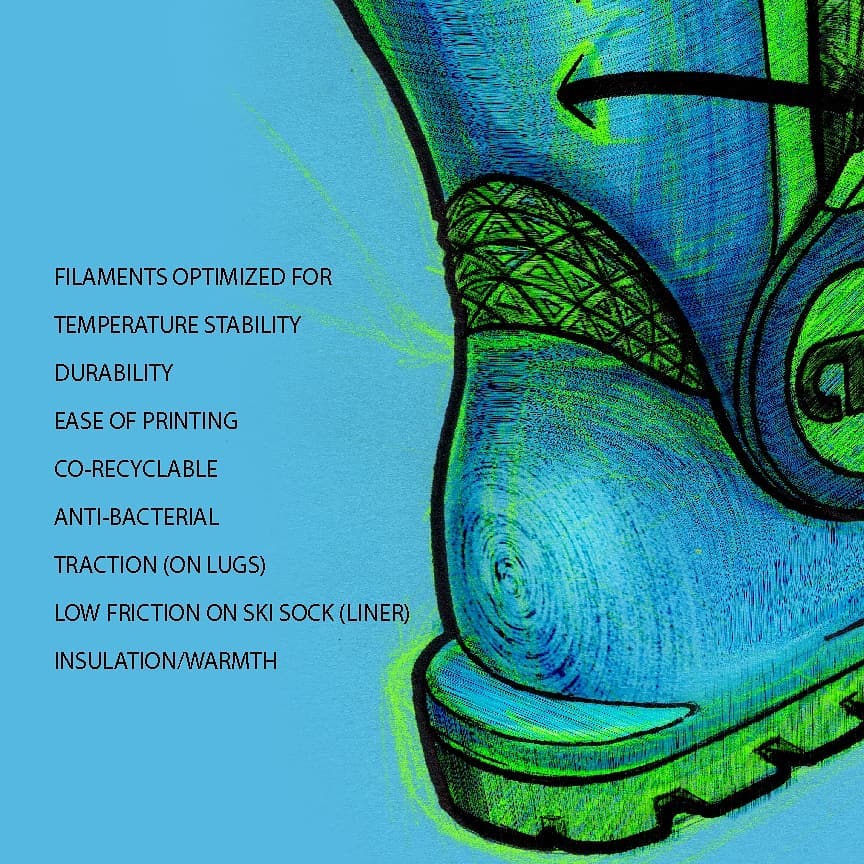 FILAMENTS OPTIMIZED FOR
TEMPERATURE STABILITY
DURABILITY
EASE OF PRINTING
CO-RECYCLABLE
ANTI-BACTERIAL
TRACTION (ON LUGS)
LOW FRICTION ON SKI SOCK (LINER)
INSULATION/WARMTH